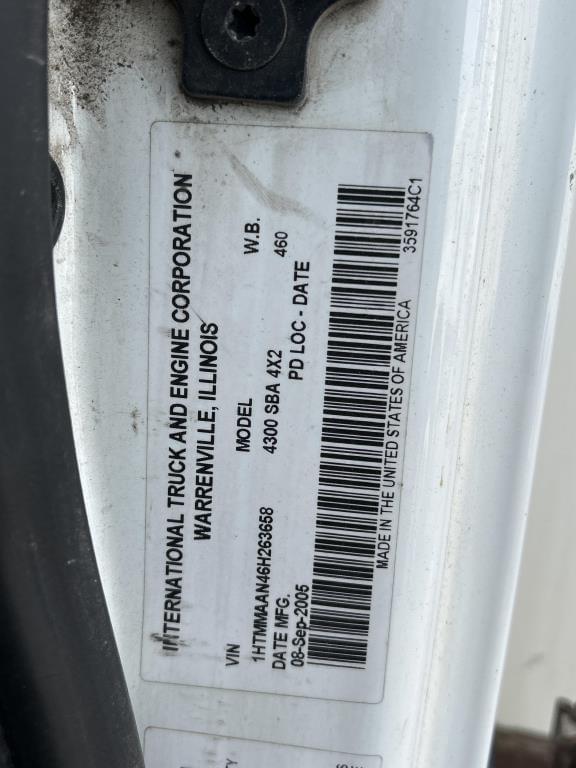 INTERNATIONAL TRUCK AND ENGINE CORPORATION
WARRENVILLE, ILLINOIS
VIN MODEL W.B.
1HTMMAAN46H263658 4300 SBA 4X2 460
DATE MFG. PD LOC - DATE
08-Sep-2005
MADE IN THE UNITED STATES OF AMERICA 3591764C1